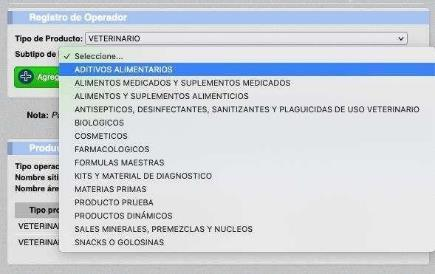 Registro de Operador
Tipo de Producto: VETERINARIO
Subtipo de
✓ Seleccione...
ADITIVOS ALIMENTARIOS
ALIMENTOS MEDICADOS Y SUPLEMENTOS MEDICADOS
ALIMENTOS Y SUPLEMENTOS ALIMENTICIOS
ANTISEPTICOS, DESINFECTANTES, SANITIZANTES Y PLAGUICIDAS DE USO VETERINARIO
BIOLOGICOS
COSMETICOS
FARMACOLOGICOS
FORMULAS MAESTRAS
KITS Y MATERIAL DE DIAGNOSTICO
MATERIAS PRIMAS
PRODUCTO PRUEBA
PRODUCTOS DINÁMICOS
SALES MINERALES, PREMEZCLAS Y NUCLEOS
SNACKS O GOLOSINAS
Agreg
Nota:
Produ
Tipo operac
Nombre siti
Nombre áre
Tipo pro
VETERINA
VETERINA